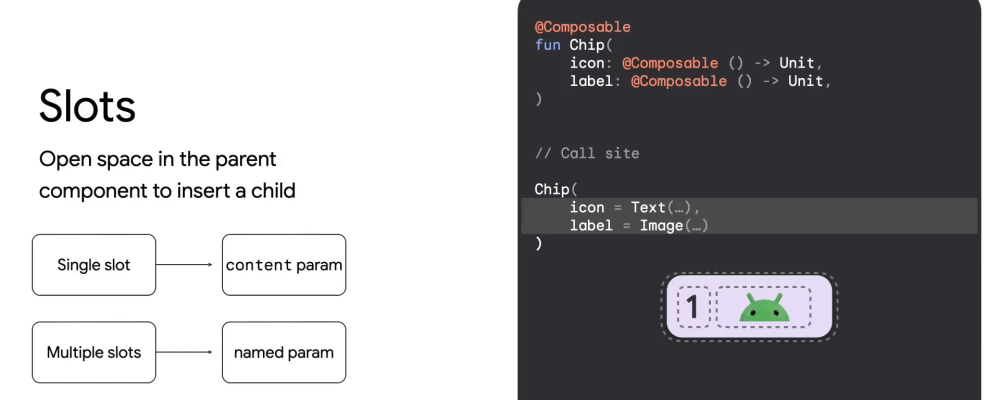 Slots
Open space in the parent
component to insert a child
Single slot
content param
Multiple slots
named param
@Composable
fun Chip(
    icon: @Composable () -> Unit,
    label: @Composable () -> Unit,
)
// Call site
Chip(
    icon = Text(…),
    label = Image(…)
)
1